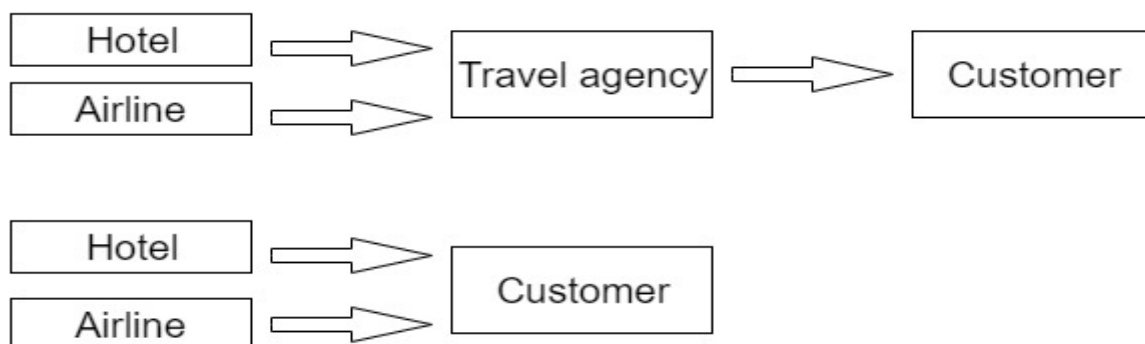 Hotel
Airline
Travel agency
Customer
Hotel
Airline
Customer